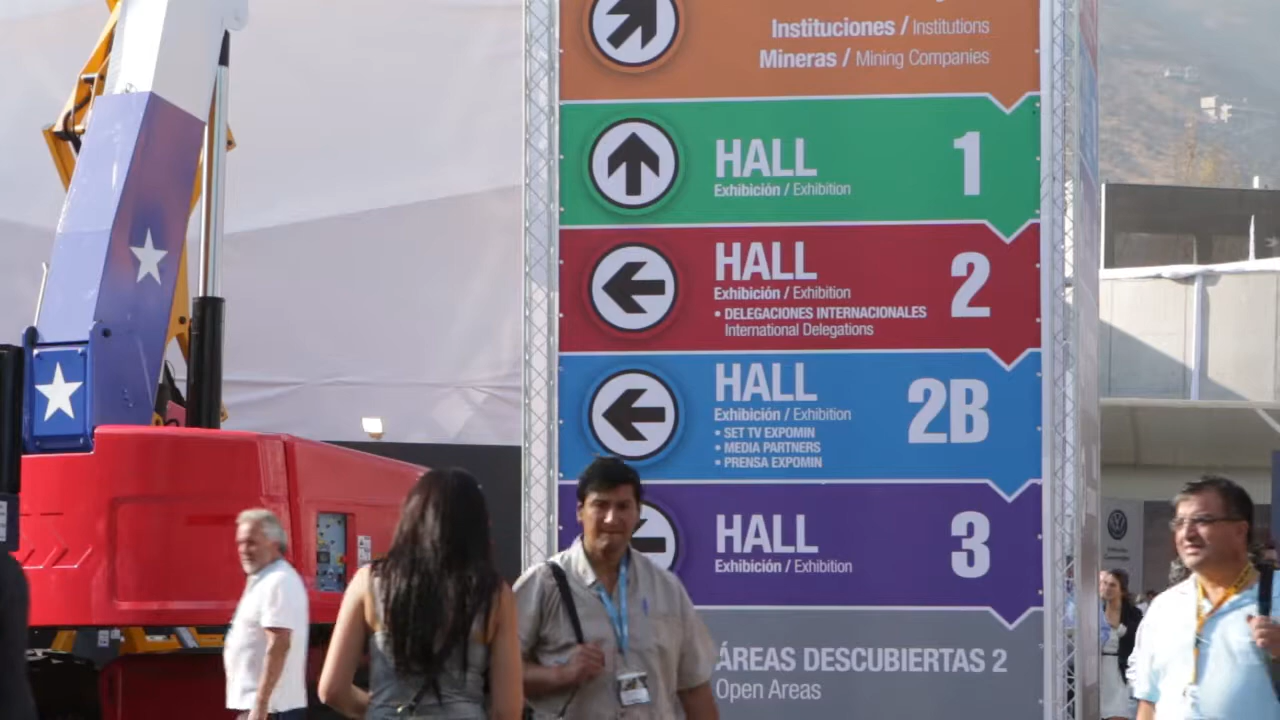 Instituciones / Institutions
Mineras / Mining Companies
HALL 1
Exhibición / Exhibition
HALL 2
Exhibición / Exhibition
• DELEGACIONES INTERNACIONALES
International Delegations
HALL 2B
Exhibición / Exhibition
• SET TV EXPOMIN
• MEDIA PARTNERS
• PRENSA EXPOMIN
HALL 3
Exhibición / Exhibition
ÁREAS DESCUBIERTAS 2
Open Areas